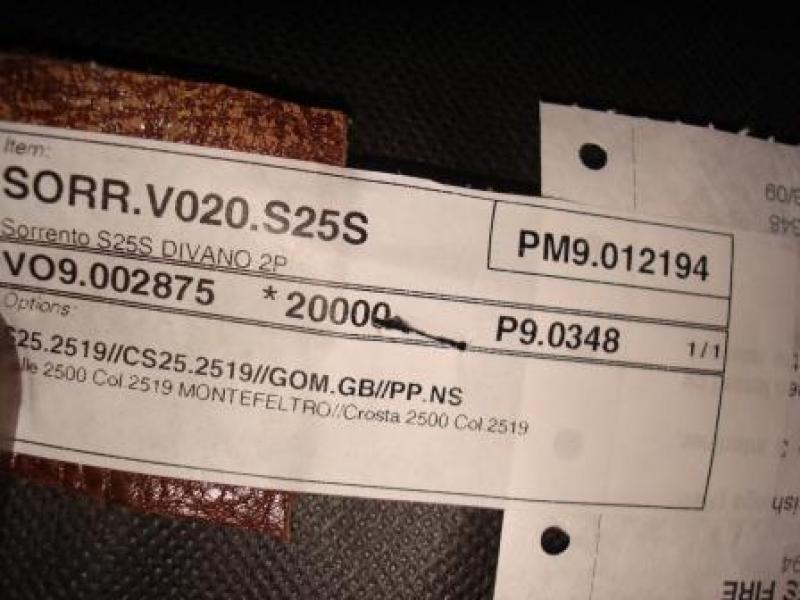 Item:
SORR.V020.S25S
PM9.012194
Sorrento S25S DIVANO 2P
VO9.002875 *20000 P9.0348 1/1
Options:
S25.2519//CS25.2519//GOM.GB//PP.NS
2500 Col.2519 MONTEFELTRO//Crosta 2500 Col.2519